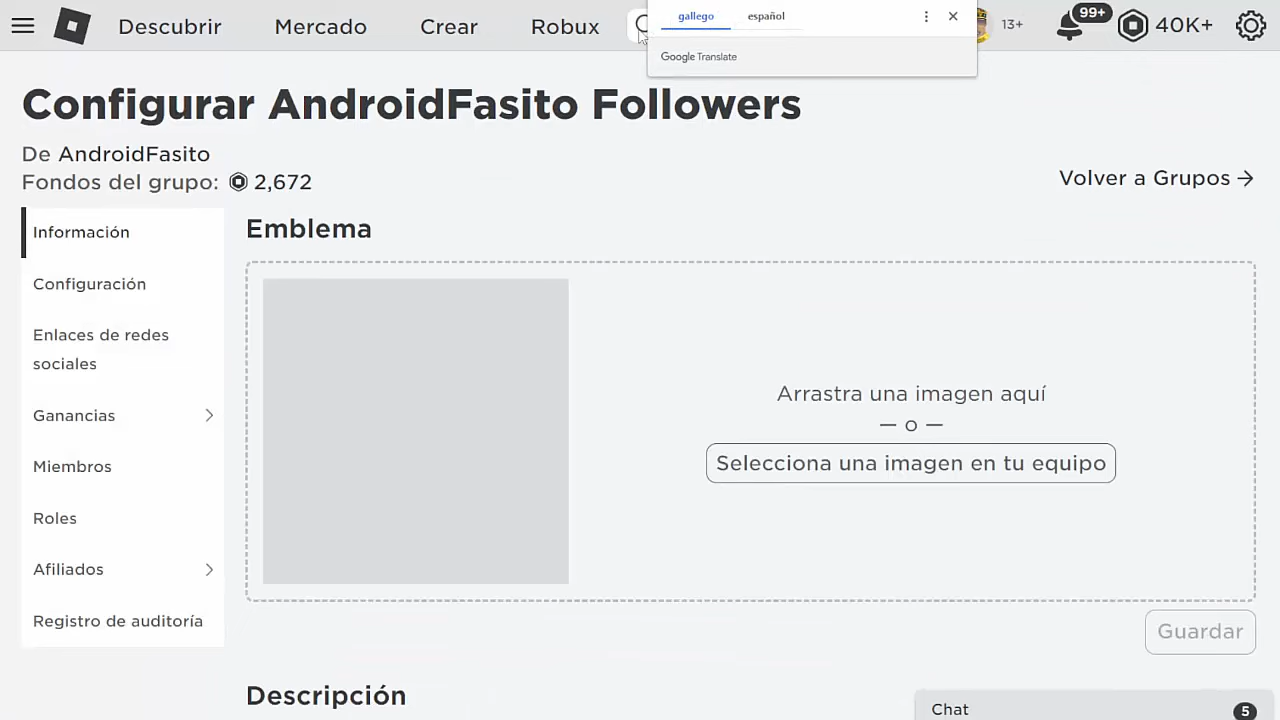 Descubrir Mercado Crear Robux
gallego español
Google Translate
13+ 99+ 40K+
Configurar AndroidFasito Followers
De AndroidFasito
Fondos del grupo: 2,672
Volver a Grupos →
Información
Configuración
Enlaces de redes
sociales
Ganancias
Miembros
Roles
Afiliados
Registro de auditoría
Emblema
Arrastra una imagen aquí
— o —
Selecciona una imagen en tu equipo
Guardar
Descripción
Chat 5